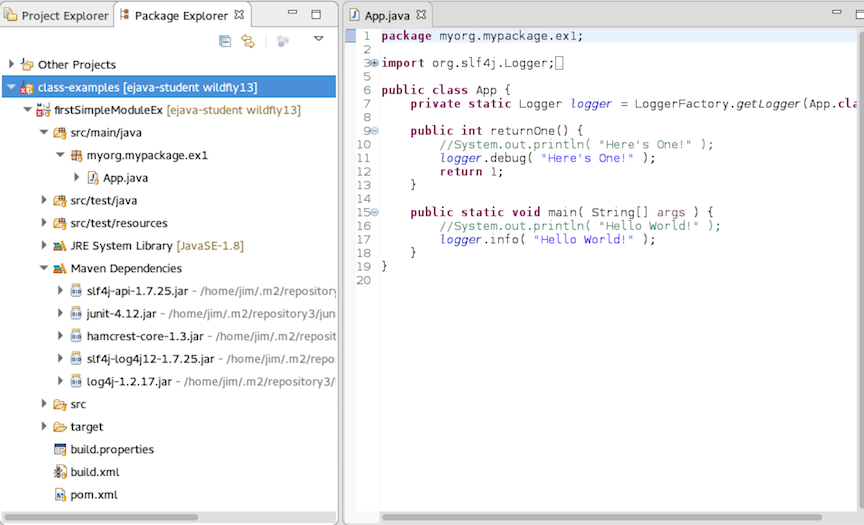 Project Explorer
Package Explorer
Other Projects
class-examples [ejava-student wildfly13]
firstSimpleModuleEx [ejava-student wildfly13]
src/main/java
myorg.mypackage.ex1
App.java
src/test/java
src/test/resources
JRE System Library [JavaSE-1.8]
Maven Dependencies
slf4j-api-1.7.25.jar - /home/jim/.m2/repository
junit-4.12.jar - /home/jim/.m2/repository3/jun
hamcrest-core-1.3.jar - /home/jim/.m2/reposit
slf4j-log4j12-1.7.25.jar - /home/jim/.m2/repo
log4j-1.2.17.jar - /home/jim/.m2/repository3/
src
target
build.properties
build.xml
pom.xml
App.java
1 package myorg.mypackage.ex1;
2
3 import org.slf4j.Logger;
5
6 public class App {
7 private static Logger logger = LoggerFactory.getLogger(App.cla
8
9 public int returnOne() {
10 //System.out.println( "Here's One!" );
11 logger.debug( "Here's One!" );
12 return 1;
13 }
14
15 public static void main( String[] args ) {
16 //System.out.println( "Hello World!" );
17 logger.info( "Hello World!" );
18 }
19 }
20